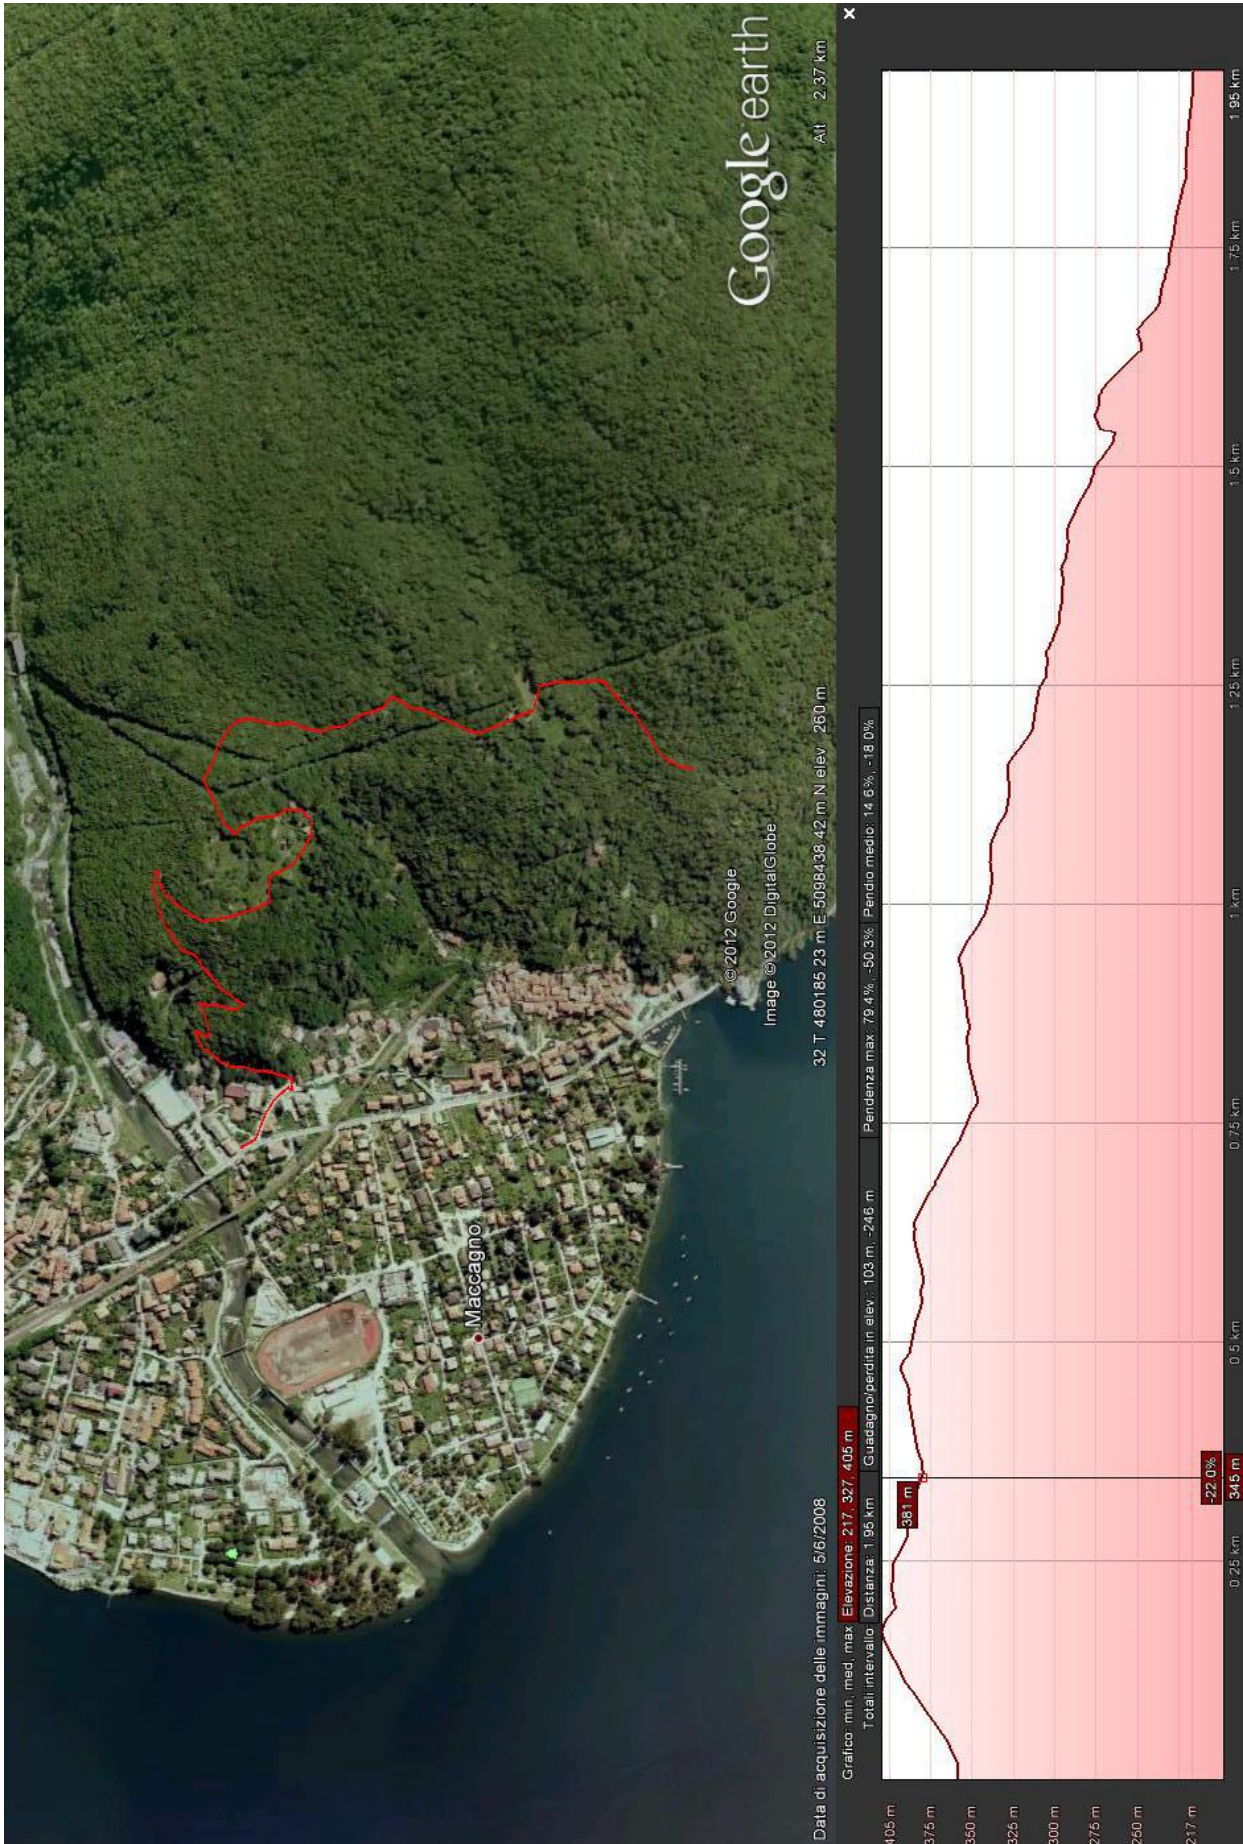 Maccagno
Google earth
© 2012 Google
Image © 2012 DigitalGlobe
Data di acquisizione delle immagini: 5/6/2008
32 T 480185.23 m E 5098438.42 m N elev 260 m
Alt 2.37 km
Grafico: min, med, max Elevazione: 217, 327, 405 m
Totali intervallo: Distanza: 1.95 km Guadagno/perdita in elev.: 103 m, -246 m Pendenza max: 79.4%, -50.3% Pendio medio: 14.6%, -18.0%
405 m
375 m
350 m
325 m
300 m
275 m
250 m
217 m
381 m
-22.0%
345 m
0.25 km
0.5 km
0.75 km
1 km
1.25 km
1.5 km
1.75 km
1.95 km